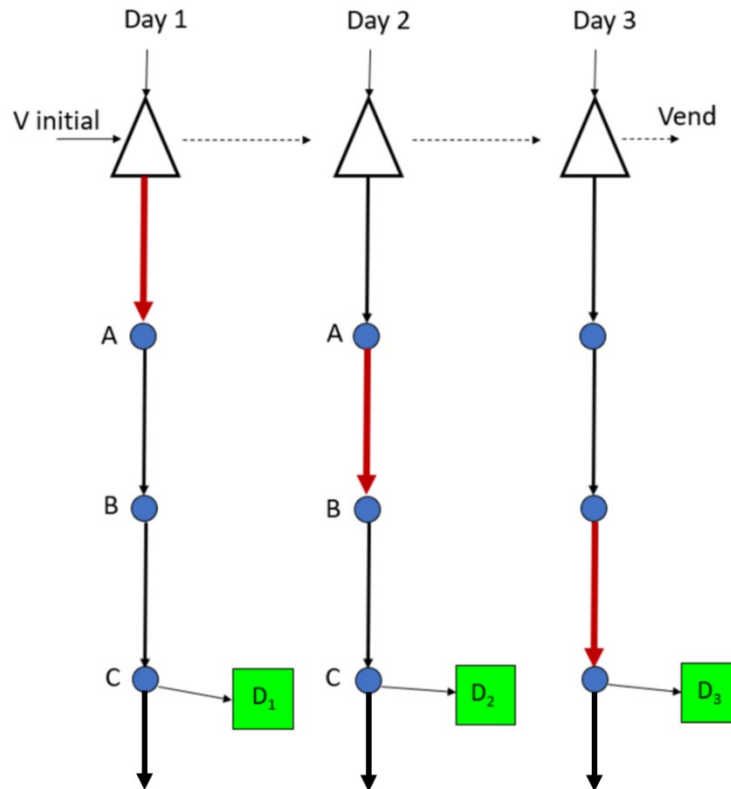 Day 1
Day 2
Day 3
V initial
Vend
A
A
B
B
C
D₁
C
D₂
D₃